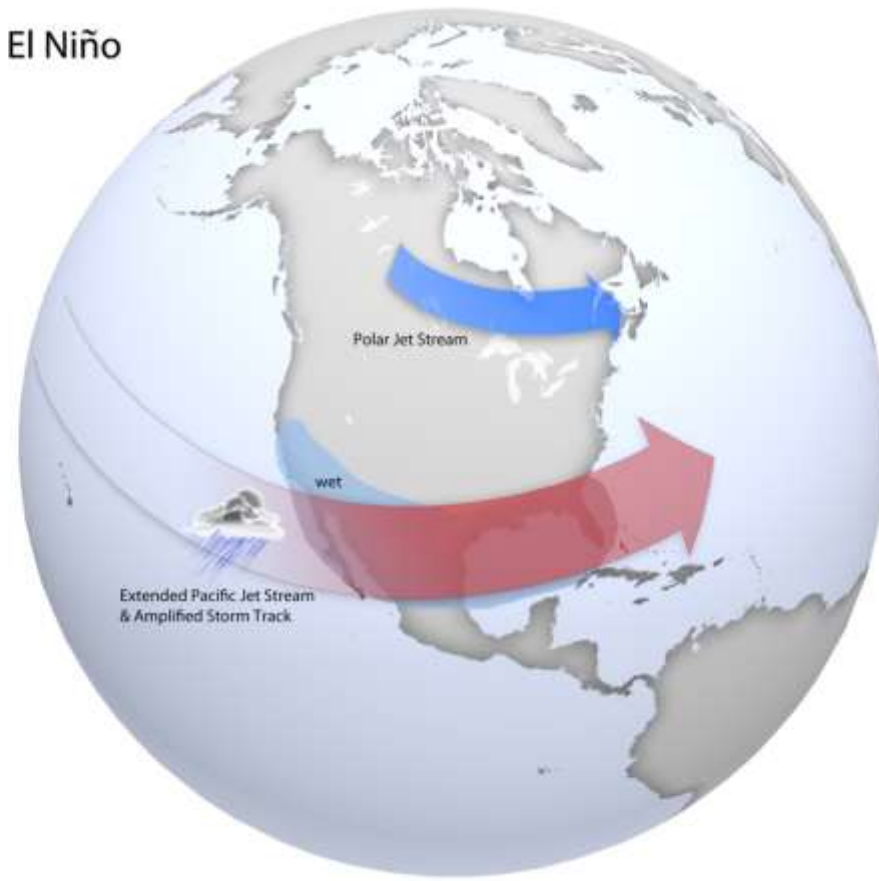 El Niño
Polar Jet Stream
wet
Extended Pacific Jet Stream
& Amplified Storm Track